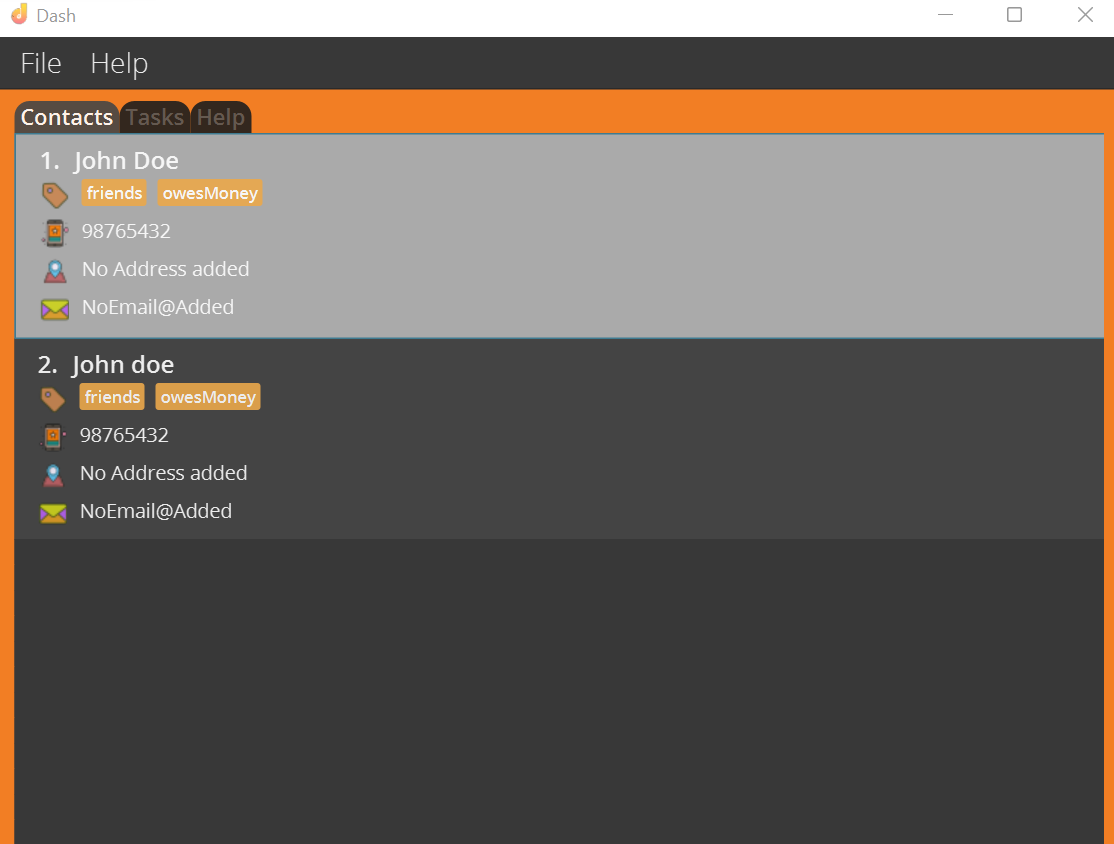 Dash
File Help
Contacts Tasks Help
1. John Doe
friends owesMoney
98765432
No Address added
NoEmail@Added
2. John doe
friends owesMoney
98765432
No Address added
NoEmail@Added